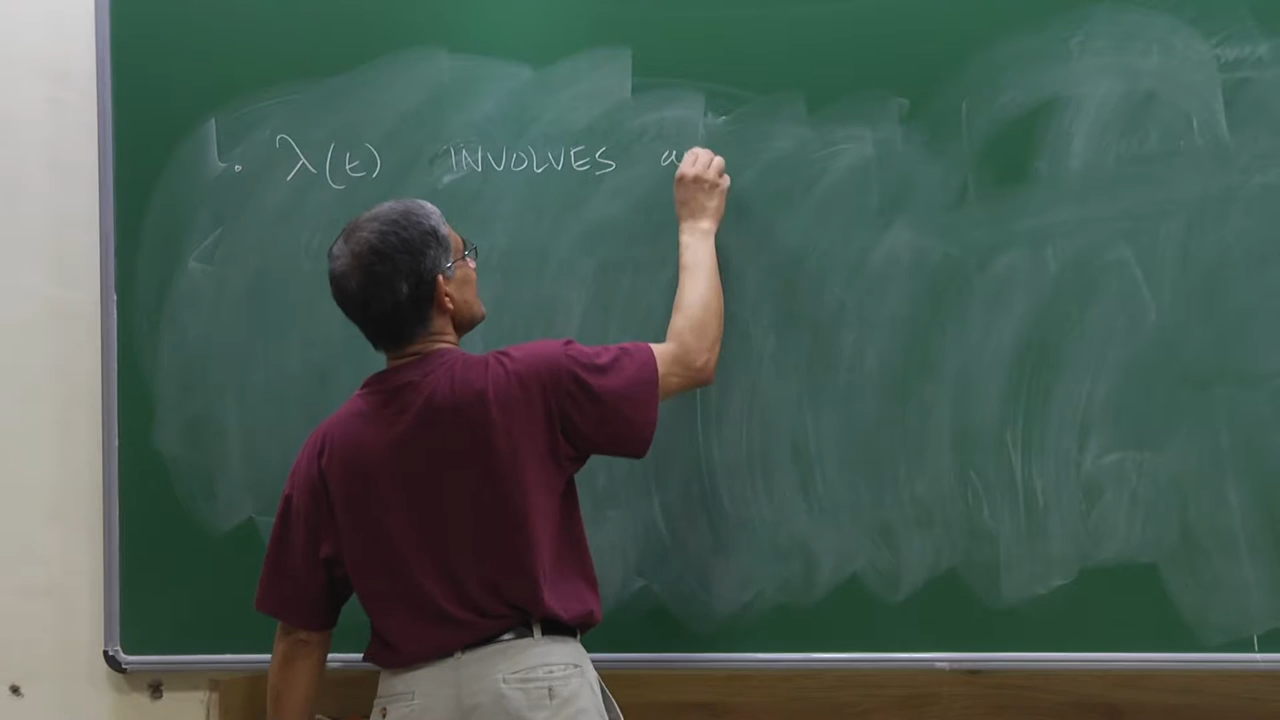 1. λ(t) INVOLVES